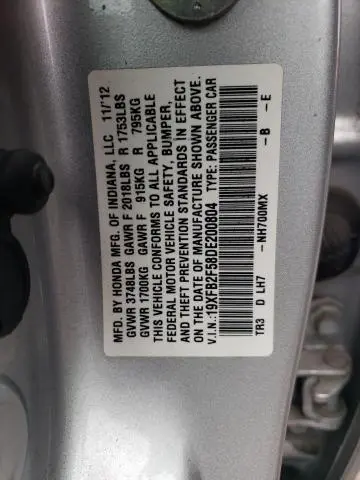 MFD. BY HONDA MFG. OF INDIANA, LLC 11/'12
GVWR 3748LBS GAWR F 2018LBS R 1753LBS
GVWR 1700KG GAWR F 915KG R 795KG
THIS VEHICLE CONFORMS TO ALL APPLICABLE
FEDERAL MOTOR VEHICLE SAFETY, BUMPER,
AND THEFT PREVENTION STANDARDS IN EFFECT
ON THE DATE OF MANUFACTURE SHOWN ABOVE.
V.I.N.:19XFB2F58DE200804 TYPE: PASSENGER CAR
TR3 D LH7 -NH700MX -B -E